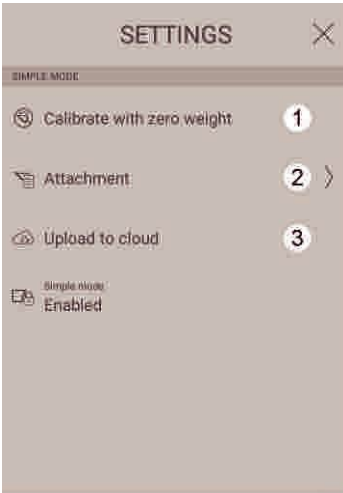 SETTINGS
SIMPLE MODE
Calibrate with zero weight 1
Attachment 2
Upload to cloud 3
Simple mode
Enabled